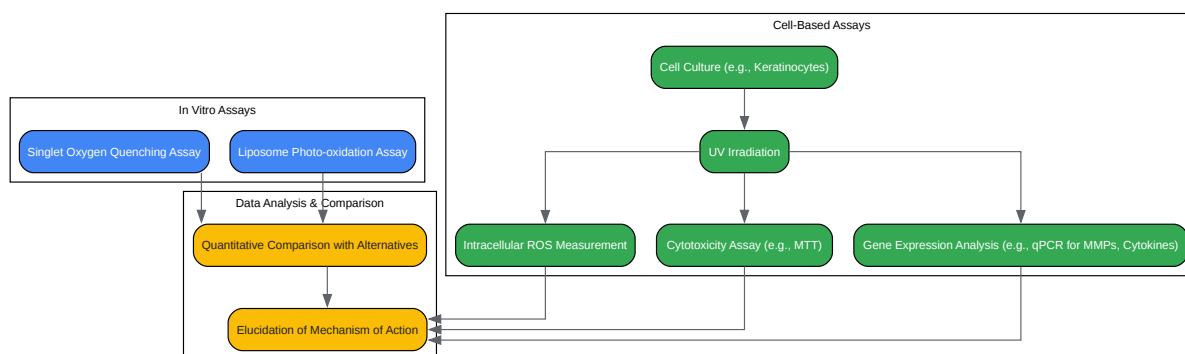 Cell-Based Assays
Cell Culture (e.g., Keratinocytes)
In Vitro Assays
Singlet Oxygen Quenching Assay
Liposome Photo-oxidation Assay
UV Irradiation
Data Analysis & Comparison
Quantitative Comparison with Alternatives
Intracellular ROS Measurement
Cytotoxicity Assay (e.g., MTT)
Gene Expression Analysis (e.g., qPCR for MMPs, Cytokines)
Elucidation of Mechanism of Action